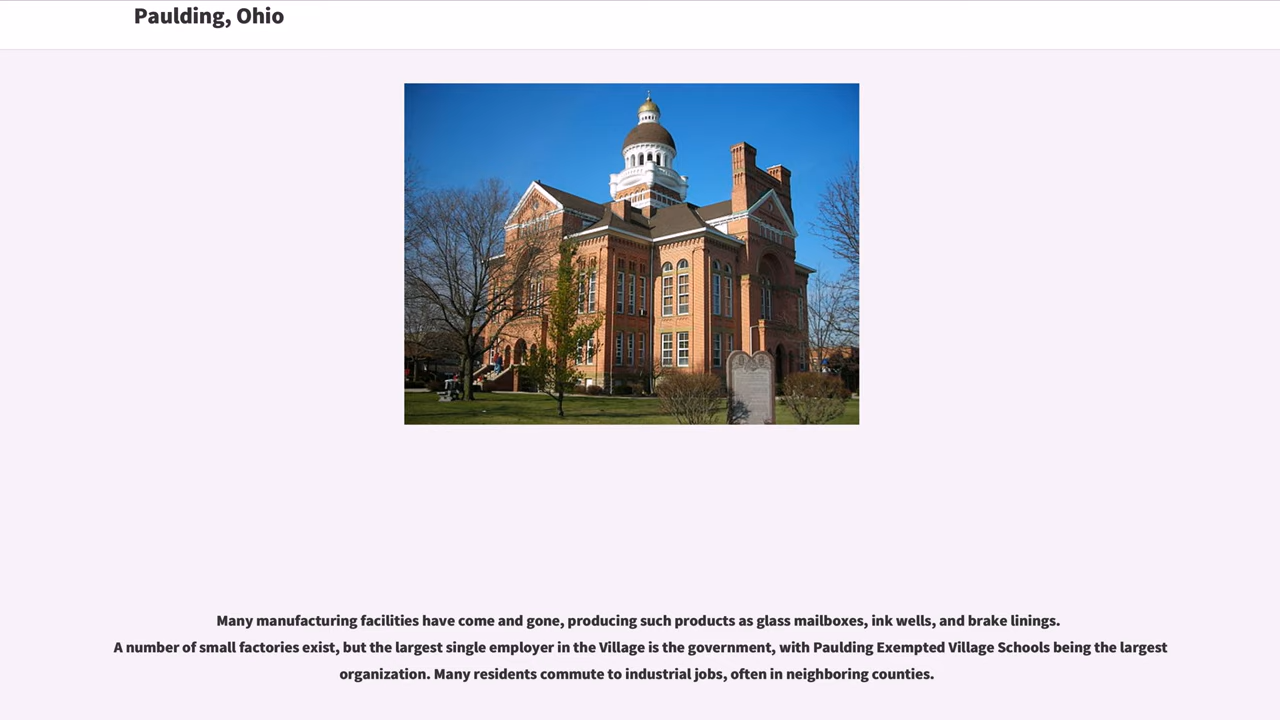 Paulding, Ohio
Many manufacturing facilities have come and gone, producing such products as glass mailboxes, ink wells, and brake linings.
A number of small factories exist, but the largest single employer in the Village is the government, with Paulding Exempted Village Schools being the largest
organization. Many residents commute to industrial jobs, often in neighboring counties.